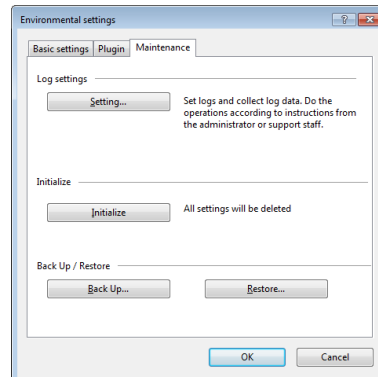 Environmental settings
Basic settings Plugin Maintenance
Log settings
Setting...
Set logs and collect log data. Do the
operations according to instructions from
the administrator or support staff.
Initialize
Initialize
All settings will be deleted
Back Up / Restore
Back Up... Restore...
OK Cancel